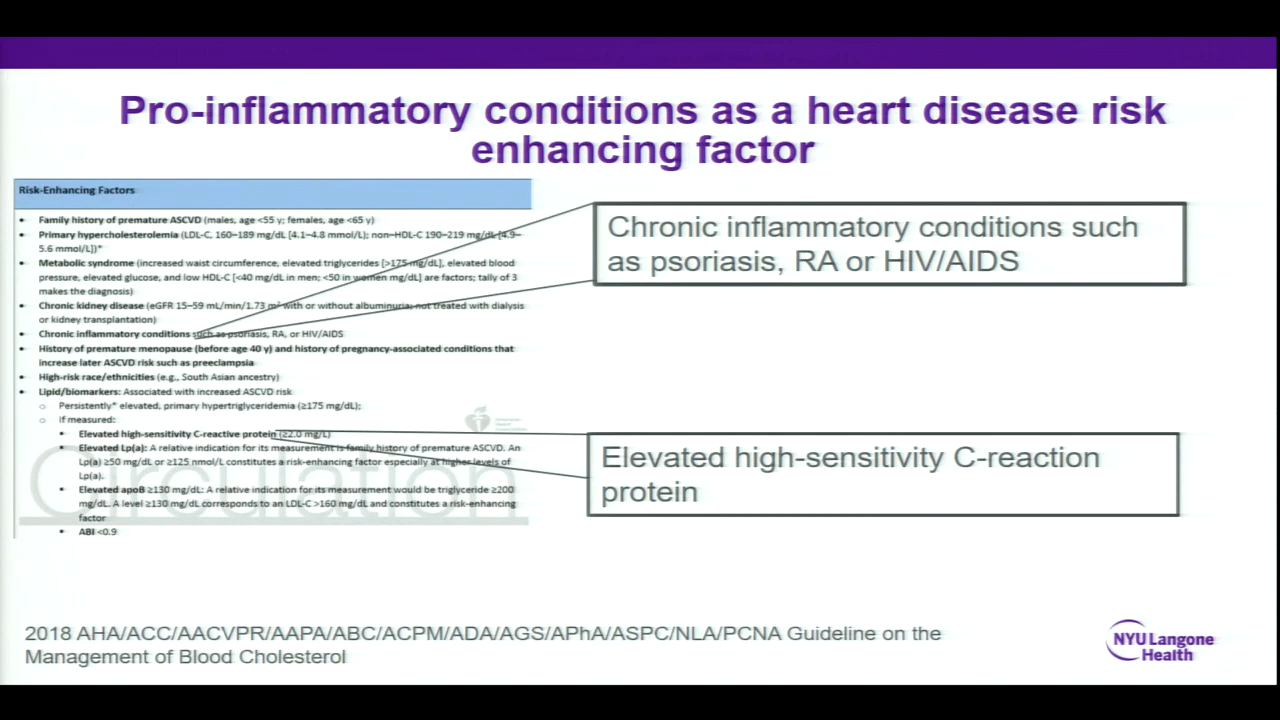 Pro-inflammatory conditions as a heart disease risk
enhancing factor
Risk-Enhancing Factors
• Family history of premature ASCVD (males, age <55 y; females, age <65 y)
• Primary hypercholesterolemia (LDL-C, 160–189 mg/dL [4.1–4.8 mmol/L); non–HDL-C 190–219 mg/dL [4.9–
5.6 mmol/L])*
• Metabolic syndrome (increased waist circumference, elevated triglycerides [>175 mg/dL], elevated blood
pressure, elevated glucose, and low HDL-C [<40 mg/dL in men; <50 in women mg/dL] are factors; tally of 3
makes the diagnosis)
• Chronic kidney disease (eGFR 15–59 mL/min/1.73 m² with or without albuminuria; not treated with dialysis
or kidney transplantation)
• Chronic inflammatory conditions such as psoriasis, RA, or HIV/AIDS
• History of premature menopause (before age 40 y) and history of pregnancy-associated conditions that
increase later ASCVD risk such as preeclampsia
• High-risk race/ethnicities (e.g., South Asian ancestry)
• Lipid/biomarkers: Associated with increased ASCVD risk
o Persistently* elevated, primary hypertriglyceridemia (≥175 mg/dL);
o If measured:
▪ Elevated high-sensitivity C-reactive protein (≥2.0 mg/L)
▪ Elevated Lp(a): A relative indication for its measurement is family history of premature ASCVD. An
Lp(a) ≥50 mg/dL or ≥125 nmol/L constitutes a risk-enhancing factor especially at higher levels of
Lp(a).
▪ Elevated apoB ≥130 mg/dL: A relative indication for its measurement would be triglyceride ≥200
mg/dL. A level ≥130 mg/dL corresponds to an LDL-C >160 mg/dL and constitutes a risk-enhancing
factor
▪ ABI <0.9
Circulation
Chronic inflammatory conditions such
as psoriasis, RA or HIV/AIDS
Elevated high-sensitivity C-reaction
protein
2018 AHA/ACC/AACVPR/AAPA/ABC/ACPM/ADA/AGS/APhA/ASPC/NLA/PCNA Guideline on the
Management of Blood Cholesterol
NYU Langone
Health